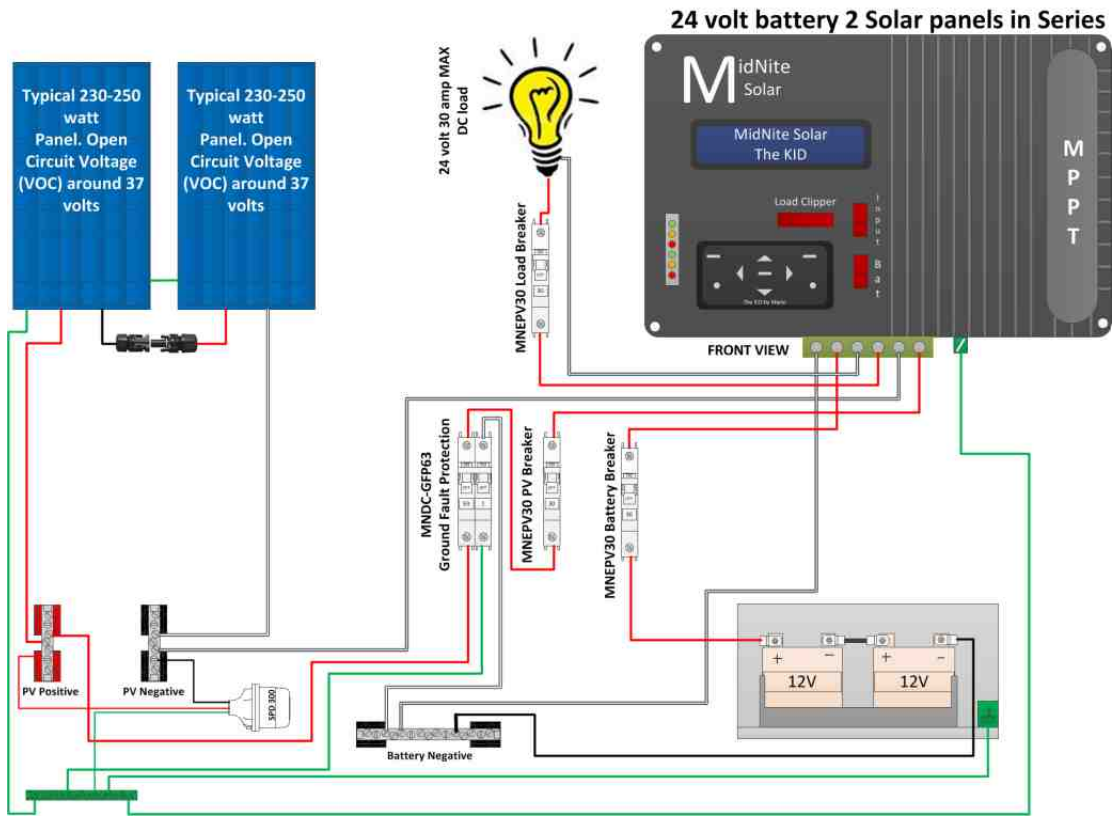 24 volt battery 2 Solar panels in Series
Typical 230-250
watt
Panel. Open
Circuit Voltage
(VOC) around 37
volts
Typical 230-250
watt
Panel. Open
Circuit Voltage
(VOC) around 37
volts
24 volt 30 amp MAX
DC load
MidNite
Solar
MidNite Solar
The KID
MPPT
Load Clipper
Input
Bat
FRONT VIEW
MNEPV30 Load Breaker
MNDC-GFP63
Ground Fault Protection
MNEPV30 PV Breaker
MNEPV30 Battery Breaker
PV Positive
PV Negative
SPD 300
Battery Negative
+ −
12V
+ −
12V